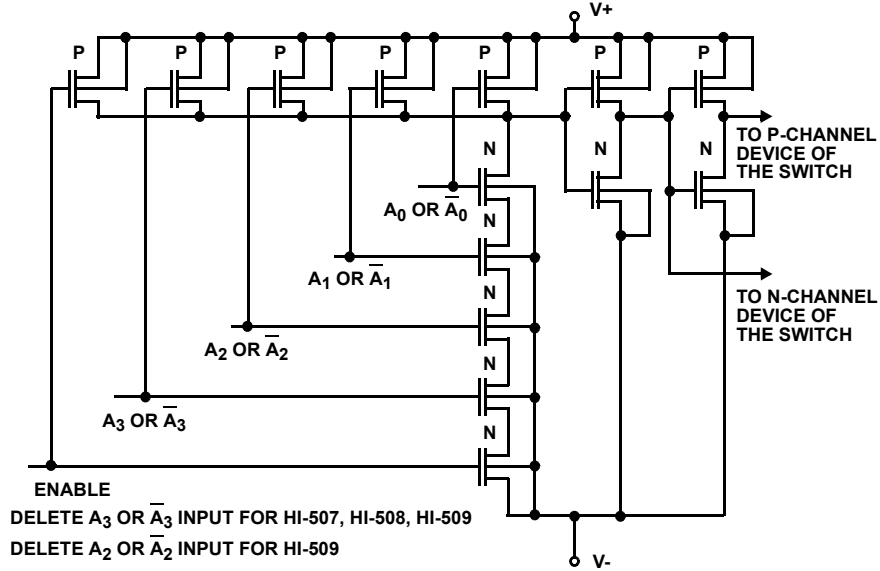 V+
P P P P P P P
TO P-CHANNEL
DEVICE OF
THE SWITCH
N N N
A0 OR A̅0
N
A1 OR A̅1
TO N-CHANNEL
DEVICE OF
THE SWITCH
N
A2 OR A̅2
N
A3 OR A̅3
N
ENABLE
DELETE A3 OR A̅3 INPUT FOR HI-507, HI-508, HI-509
DELETE A2 OR A̅2 INPUT FOR HI-509
V-